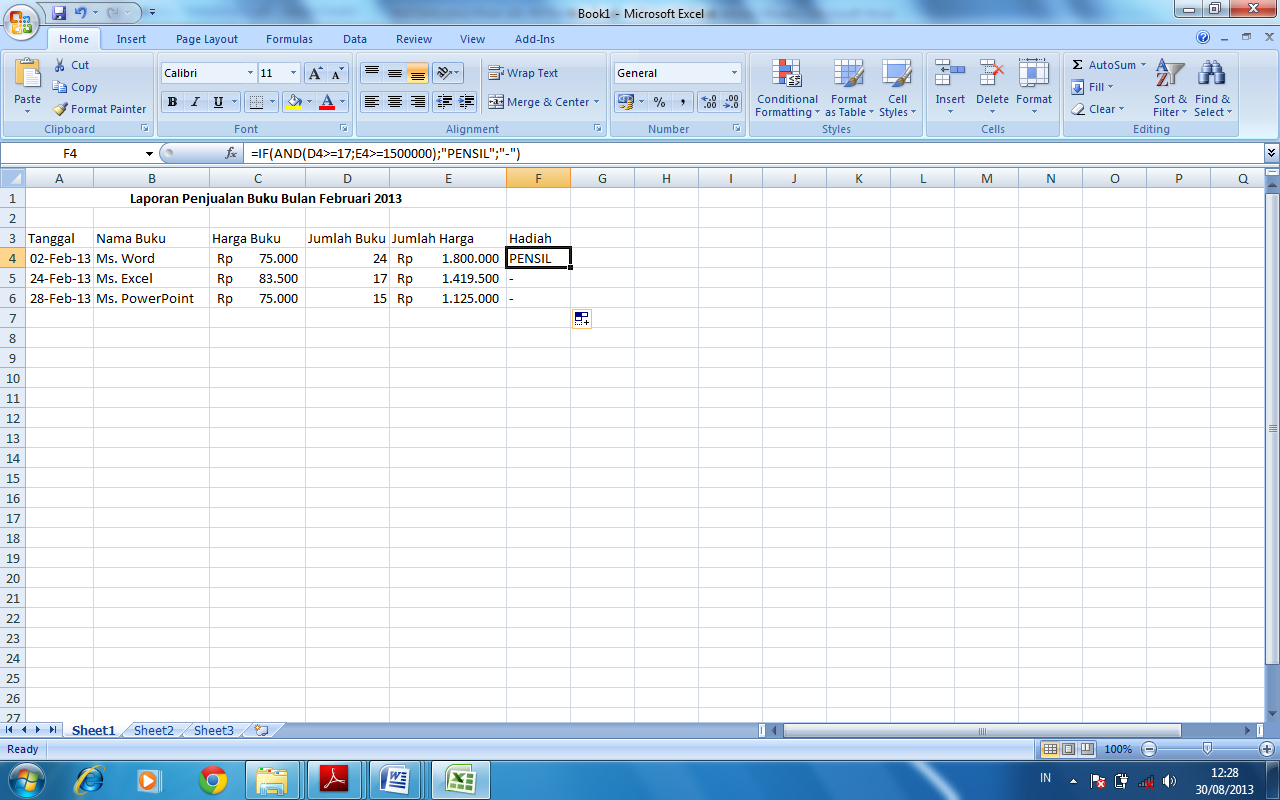 Book1 - Microsoft Excel
Home Insert Page Layout Formulas Data Review View Add-Ins
Paste
Cut
Copy
Format Painter
Clipboard
Calibri 11
B I U
Font
Wrap Text
Merge & Center
Alignment
General
Number
Conditional Formatting
Format as Table
Cell Styles
Styles
Insert Delete Format
Cells
Σ AutoSum
Fill
Clear
Sort & Filter
Find & Select
Editing
F4 fx =IF(AND(D4>=17;E4>=1500000);"PENSIL";"-")
A B C D E F G H I J K L M N O P Q
1 Laporan Penjualan Buku Bulan Februari 2013
2
3 Tanggal Nama Buku Harga Buku Jumlah Buku Jumlah Harga Hadiah
4 02-Feb-13 Ms. Word Rp 75.000 24 Rp 1.800.000 PENSIL
5 24-Feb-13 Ms. Excel Rp 83.500 17 Rp 1.419.500 -
6 28-Feb-13 Ms. PowerPoint Rp 75.000 15 Rp 1.125.000 -
7
8
9
10
11
12
13
14
15
16
17
18
19
20
21
22
23
24
25
26
27
Sheet1 Sheet2 Sheet3
Ready 100%
IN 12:28
30/08/2013